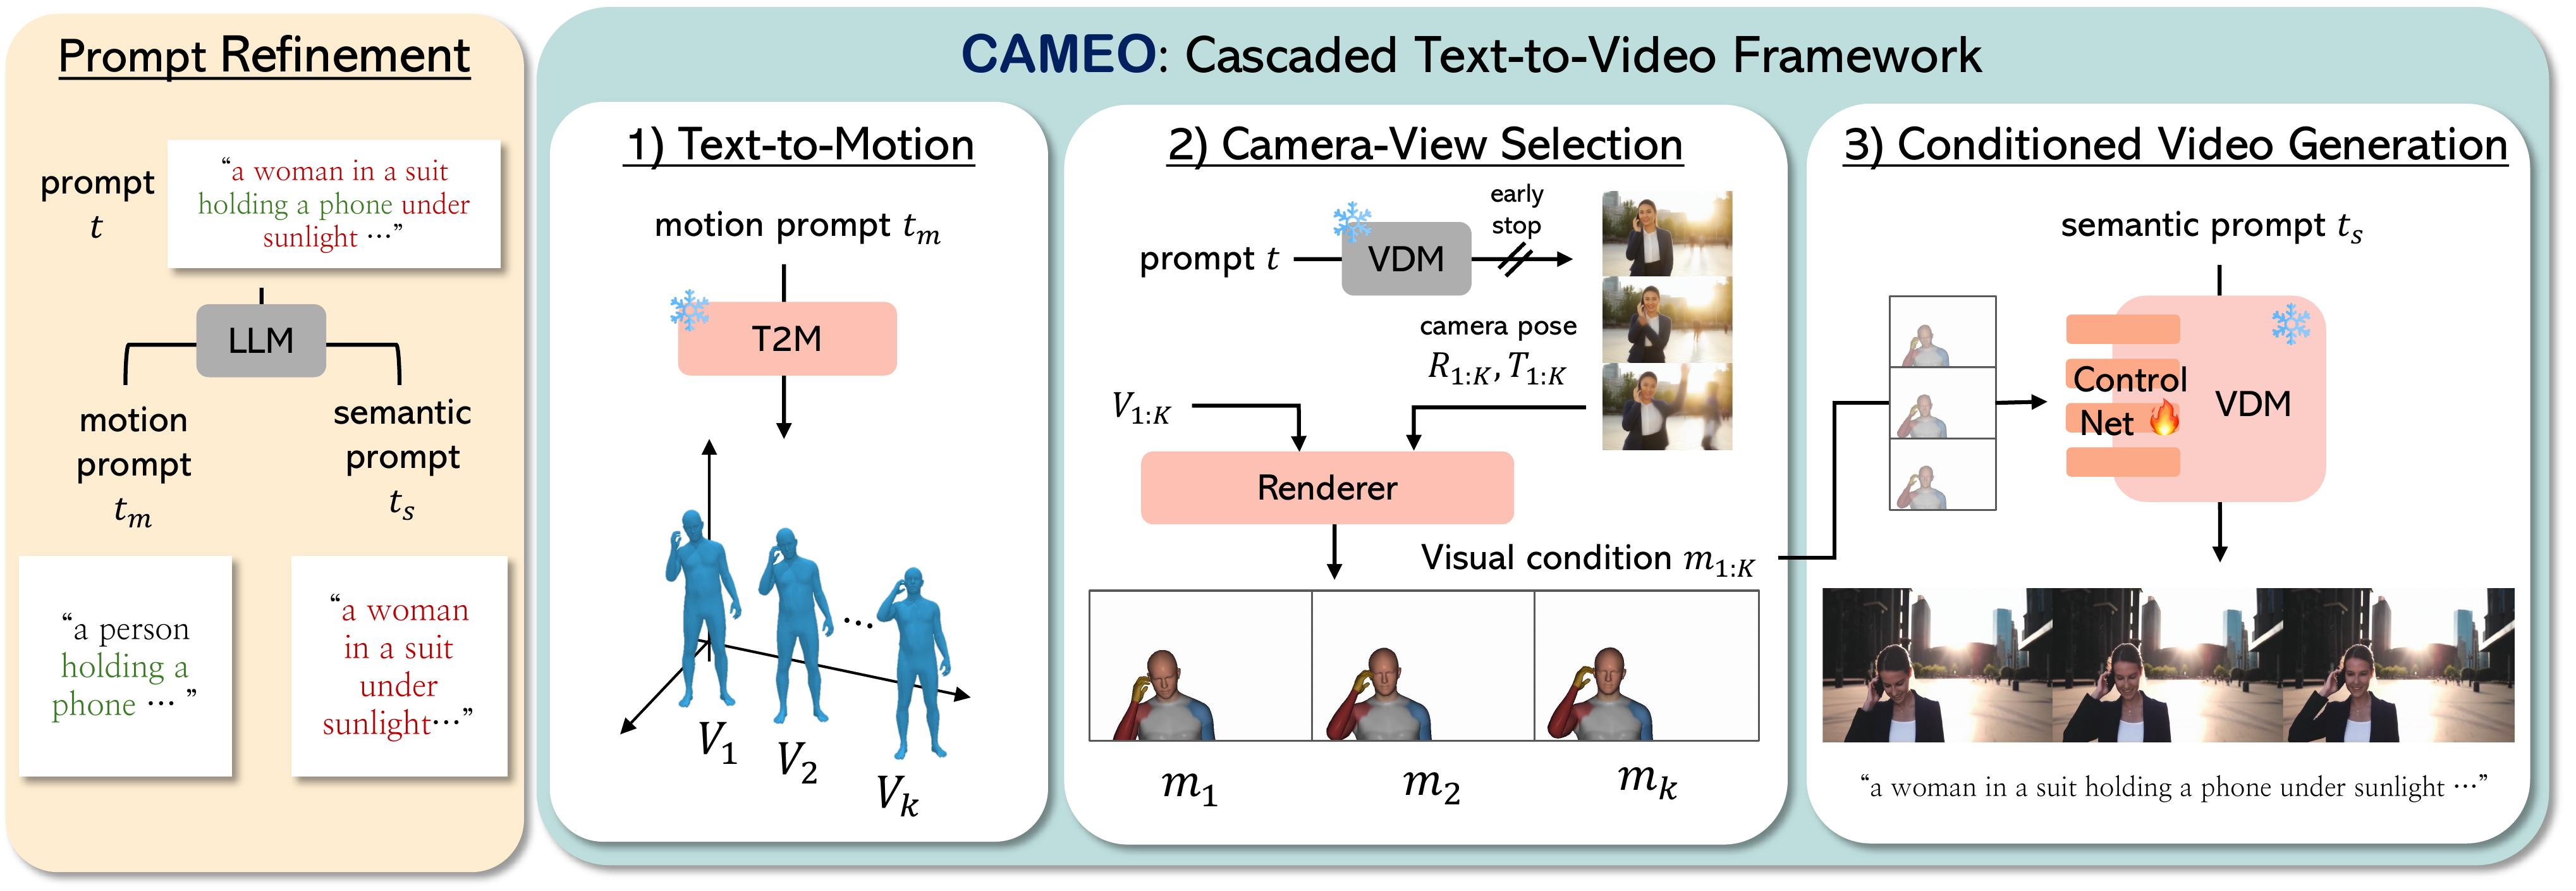 Prompt Refinement
prompt
t
“a woman in a suit
holding a phone under
sunlight ⋯”
LLM
motion
prompt
t_m
semantic
prompt
t_s
“a person
holding a
phone ⋯ ”
“a woman
in a suit
under
sunlight⋯”
CAMEO: Cascaded Text-to-Video Framework
1) Text-to-Motion
motion prompt t_m
T2M
...
V_1
V_2
V_k
2) Camera-View Selection
early
stop
prompt t
VDM
camera pose
R_{1:K}, T_{1:K}
V_{1:K}
Renderer
Visual condition m_{1:K}
m_1
m_2
m_k
3) Conditioned Video Generation
semantic prompt t_s
Control
Net
VDM
“a woman in a suit holding a phone under sunlight ⋯”